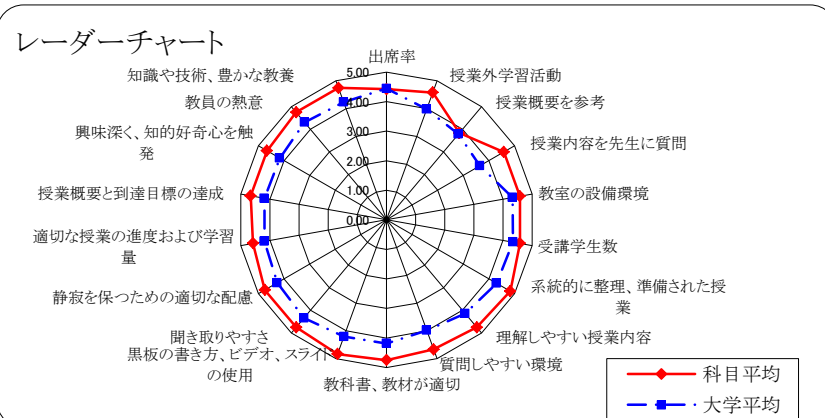 レーダーチャート
出席率
授業外学習活動
授業概要を参考
授業内容を先生に質問
教室の設備環境
受講学生数
系統的に整理、準備された授
業
理解しやすい授業内容
質問しやすい環境
教科書、教材が適切
黒板の書き方、ビデオ、スライド
の使用
聞き取りやすさ
静寂を保つための適切な配慮
適切な授業の進度および学習
量
授業概要と到達目標の達成
興味深く、知的好奇心を触
発
教員の熱意
知識や技術、豊かな教養
5.00
4.00
3.00
2.00
1.00
0.00
科目平均
大学平均